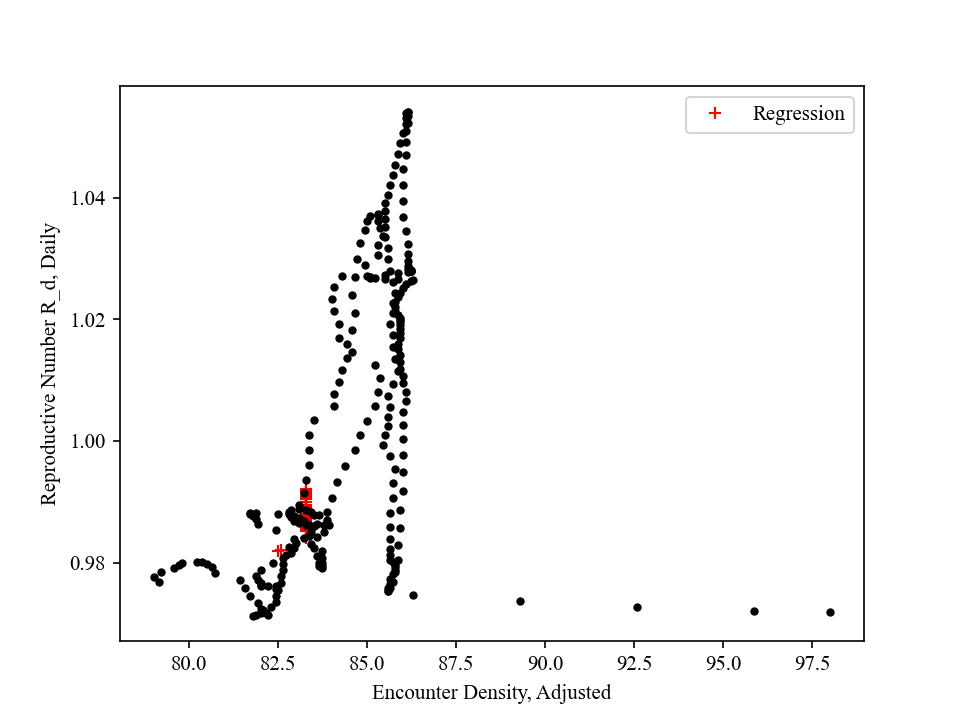 Regression
1.04
1.02
1.00
0.98
Reproductive Number R_d, Daily
80.0 82.5 85.0 87.5 90.0 92.5 95.0 97.5
Encounter Density, Adjusted